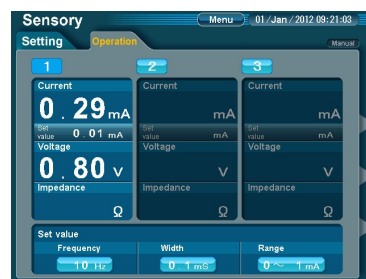 Sensory
Menu 01/Jan/2012 09:21:03
Setting Operation Manual
1 2 3
Current Current Current
0.29 mA mA mA
Set value 0.01 mA Set value mA Set value mA
Voltage Voltage Voltage
0.80 V V V
Impedance Impedance Impedance
Ω Ω Ω
Set value
Frequency Width Range
10 Hz 0.1 mS 0 ~ 1 mA